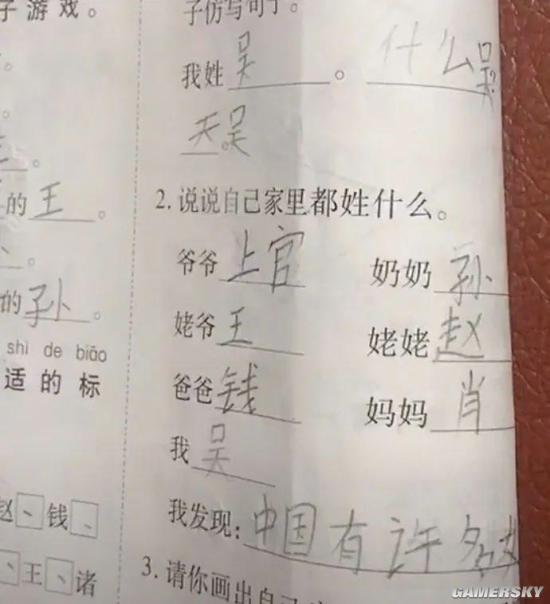 子游戏。
。
。
的王。
。
的孙。
shi de biāo
适的标
赵、钱、
、王、诸
子仿写句子。
我姓吴。什么吴?
天吴。
2. 说说自己家里都姓什么。
爷爷上官 奶奶孙
姥爷王 姥姥赵
爸爸钱 妈妈肖
我吴
我发现:中国有许多
3. 请你画出自己
GAMERSKY